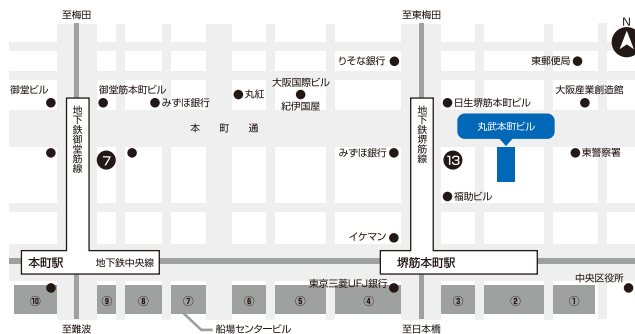 至梅田
至東梅田
N
りそな銀行
東郵便局
大阪国際ビル
御堂ビル
御堂筋本町ビル
みずほ銀行
丸紅
紀伊国屋
日生堺筋本町ビル
大阪産業創造館
地下鉄御堂筋線
地下鉄堺筋線
本町通
丸武本町ビル
7
みずほ銀行
13
東警察署
福助ビル
イケマン
本町駅
地下鉄中央線
堺筋本町駅
東京三菱UFJ銀行
中央区役所
⑩
⑨
⑧
⑦
⑥
⑤
④
③
②
①
至難波
船場センタービル
至日本橋